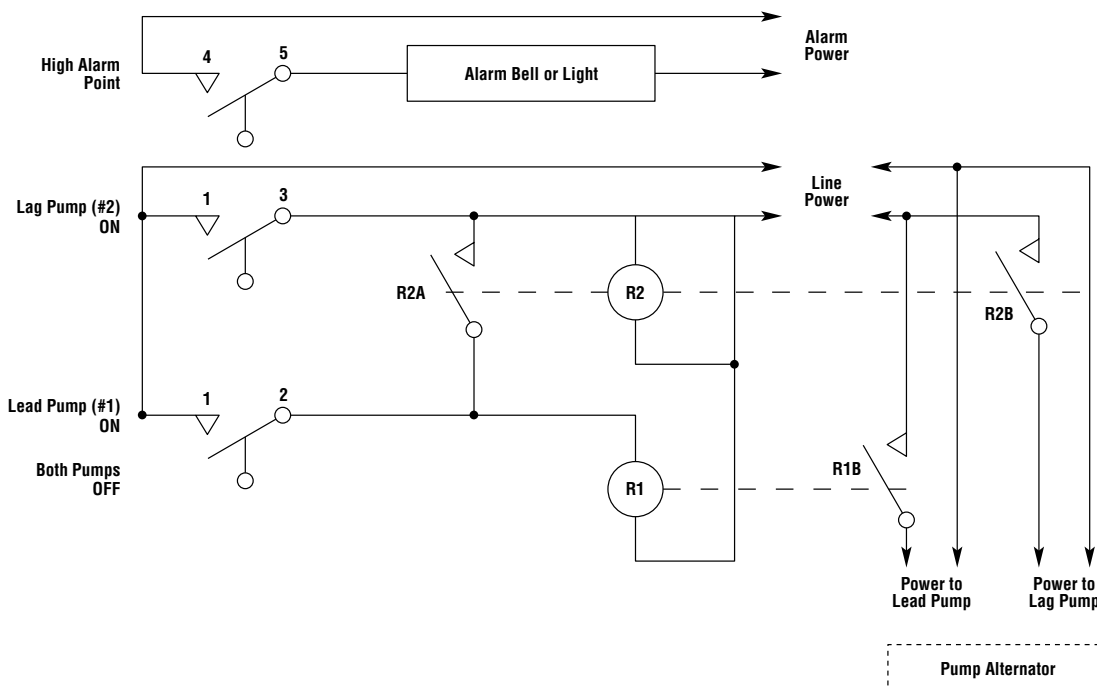 Alarm
Power
4
5
High Alarm
Point
Alarm Bell or Light
Line
Power
Lag Pump (#2)
ON
1
3
R2A
R2
R2B
Lead Pump (#1)
ON
1
2
Both Pumps
OFF
R1
R1B
Power to
Lead Pump
Power to
Lag Pump
Pump Alternator